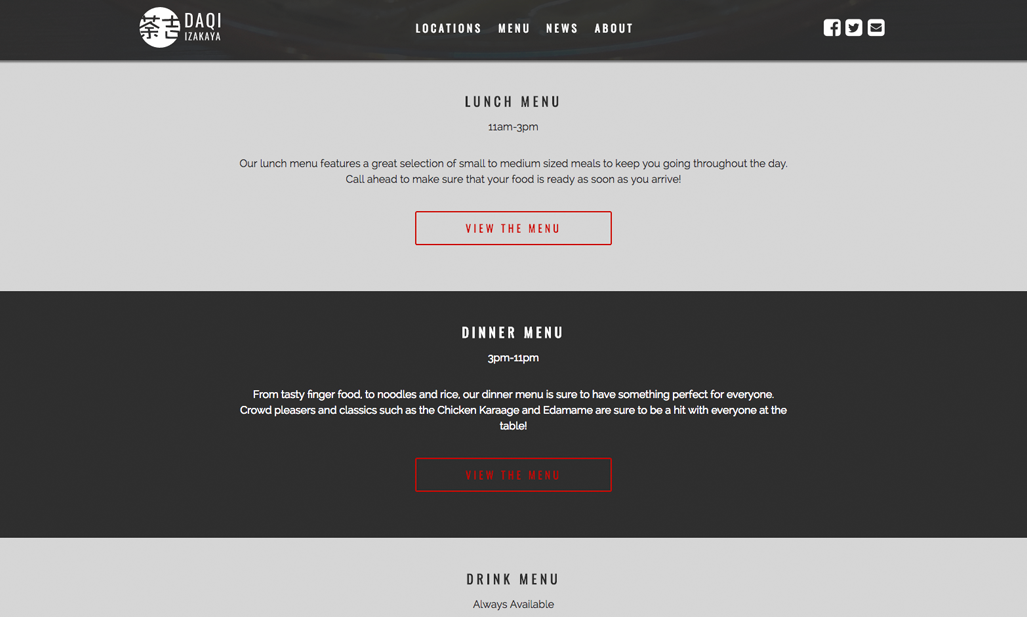 茶吉
DAQI
IZAKAYA
LOCATIONS MENU NEWS ABOUT
LUNCH MENU
11am-3pm
Our lunch menu features a great selection of small to medium sized meals to keep you going throughout the day.
Call ahead to make sure that your food is ready as soon as you arrive!
VIEW THE MENU
DINNER MENU
3pm-11pm
From tasty finger food, to noodles and rice, our dinner menu is sure to have something perfect for everyone.
Crowd pleasers and classics such as the Chicken Karaage and Edamame are sure to be a hit with everyone at the
table!
VIEW THE MENU
DRINK MENU
Always Available